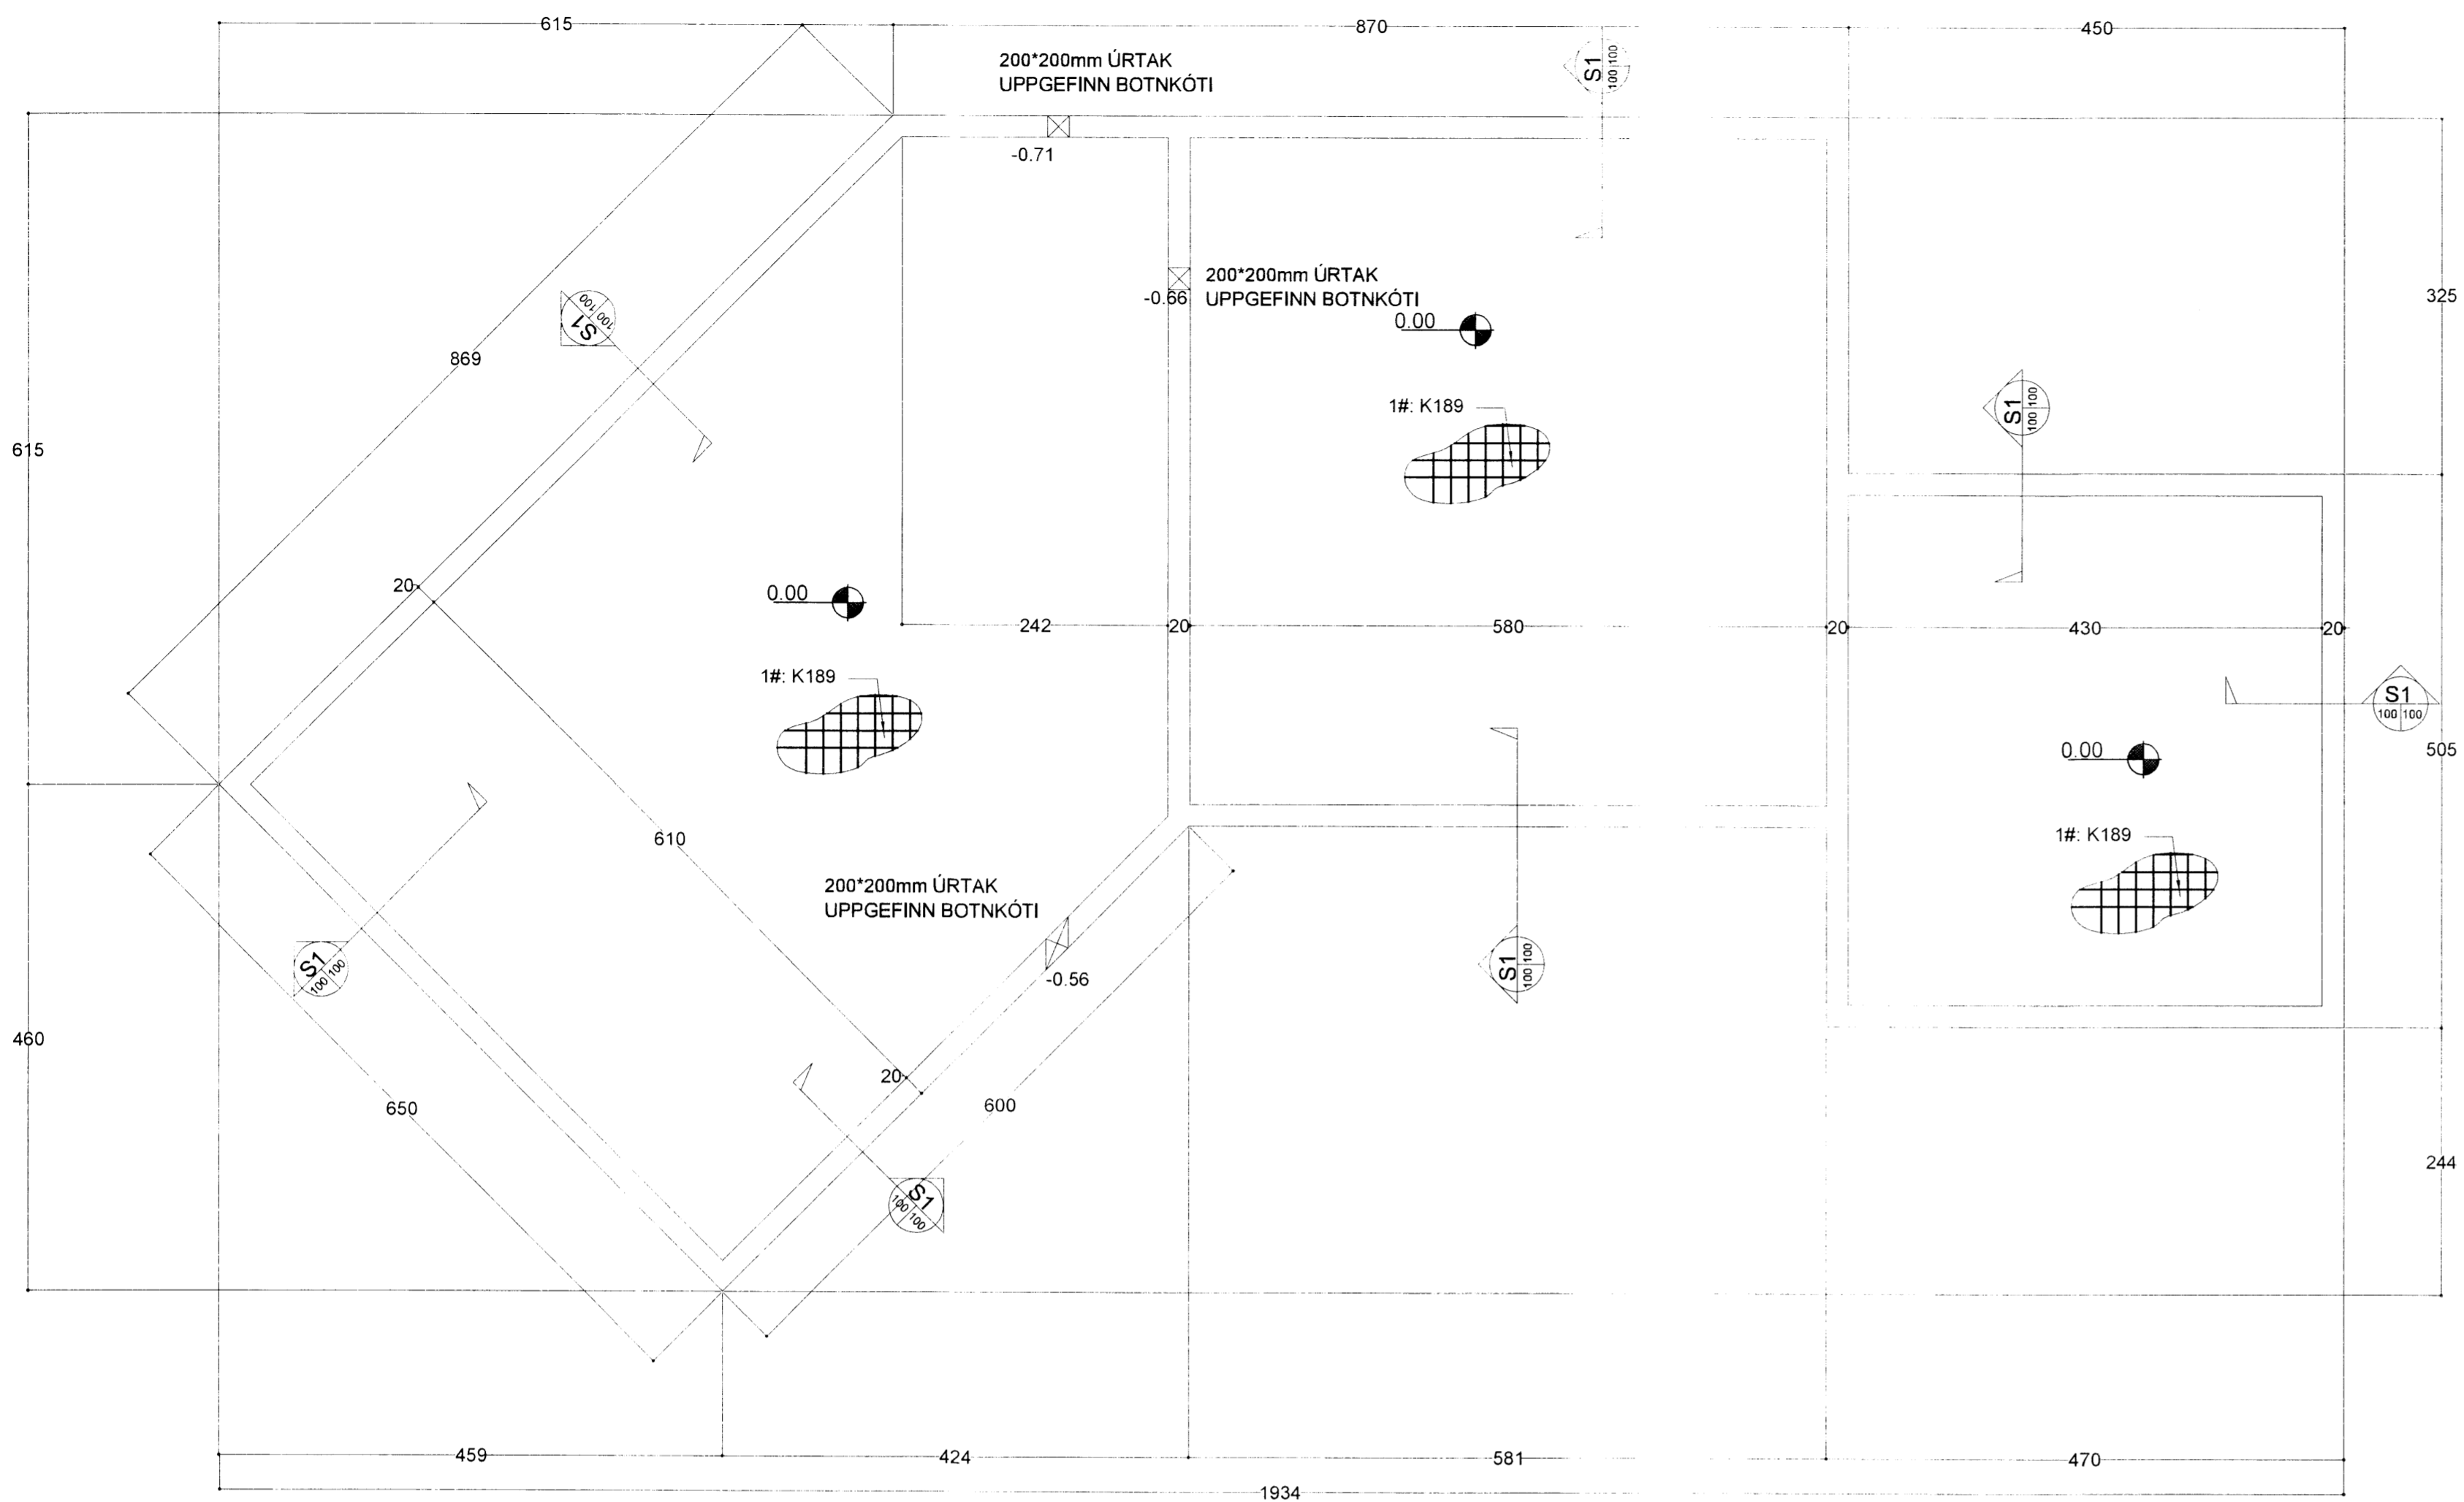 615
870
450
200*200mm ÚRTAK
UPPGEFINN BOTNKÓTI
S1
100 100
-0.71
200*200mm ÚRTAK
UPPGEFINN BOTNKÓTI
-0.66
325
S1
100 100
0.00
869
1#: K189
S1
100 100
615
20
0.00
242
20
580
20
430
20
1#: K189
S1
100 100
0.00
505
610
1#: K189
200*200mm ÚRTAK
UPPGEFINN BOTNKÓTI
S1
100 100
-0.56
S1
100 100
460
20
650
600
244
S1
100 100
459
424
581
470
1934